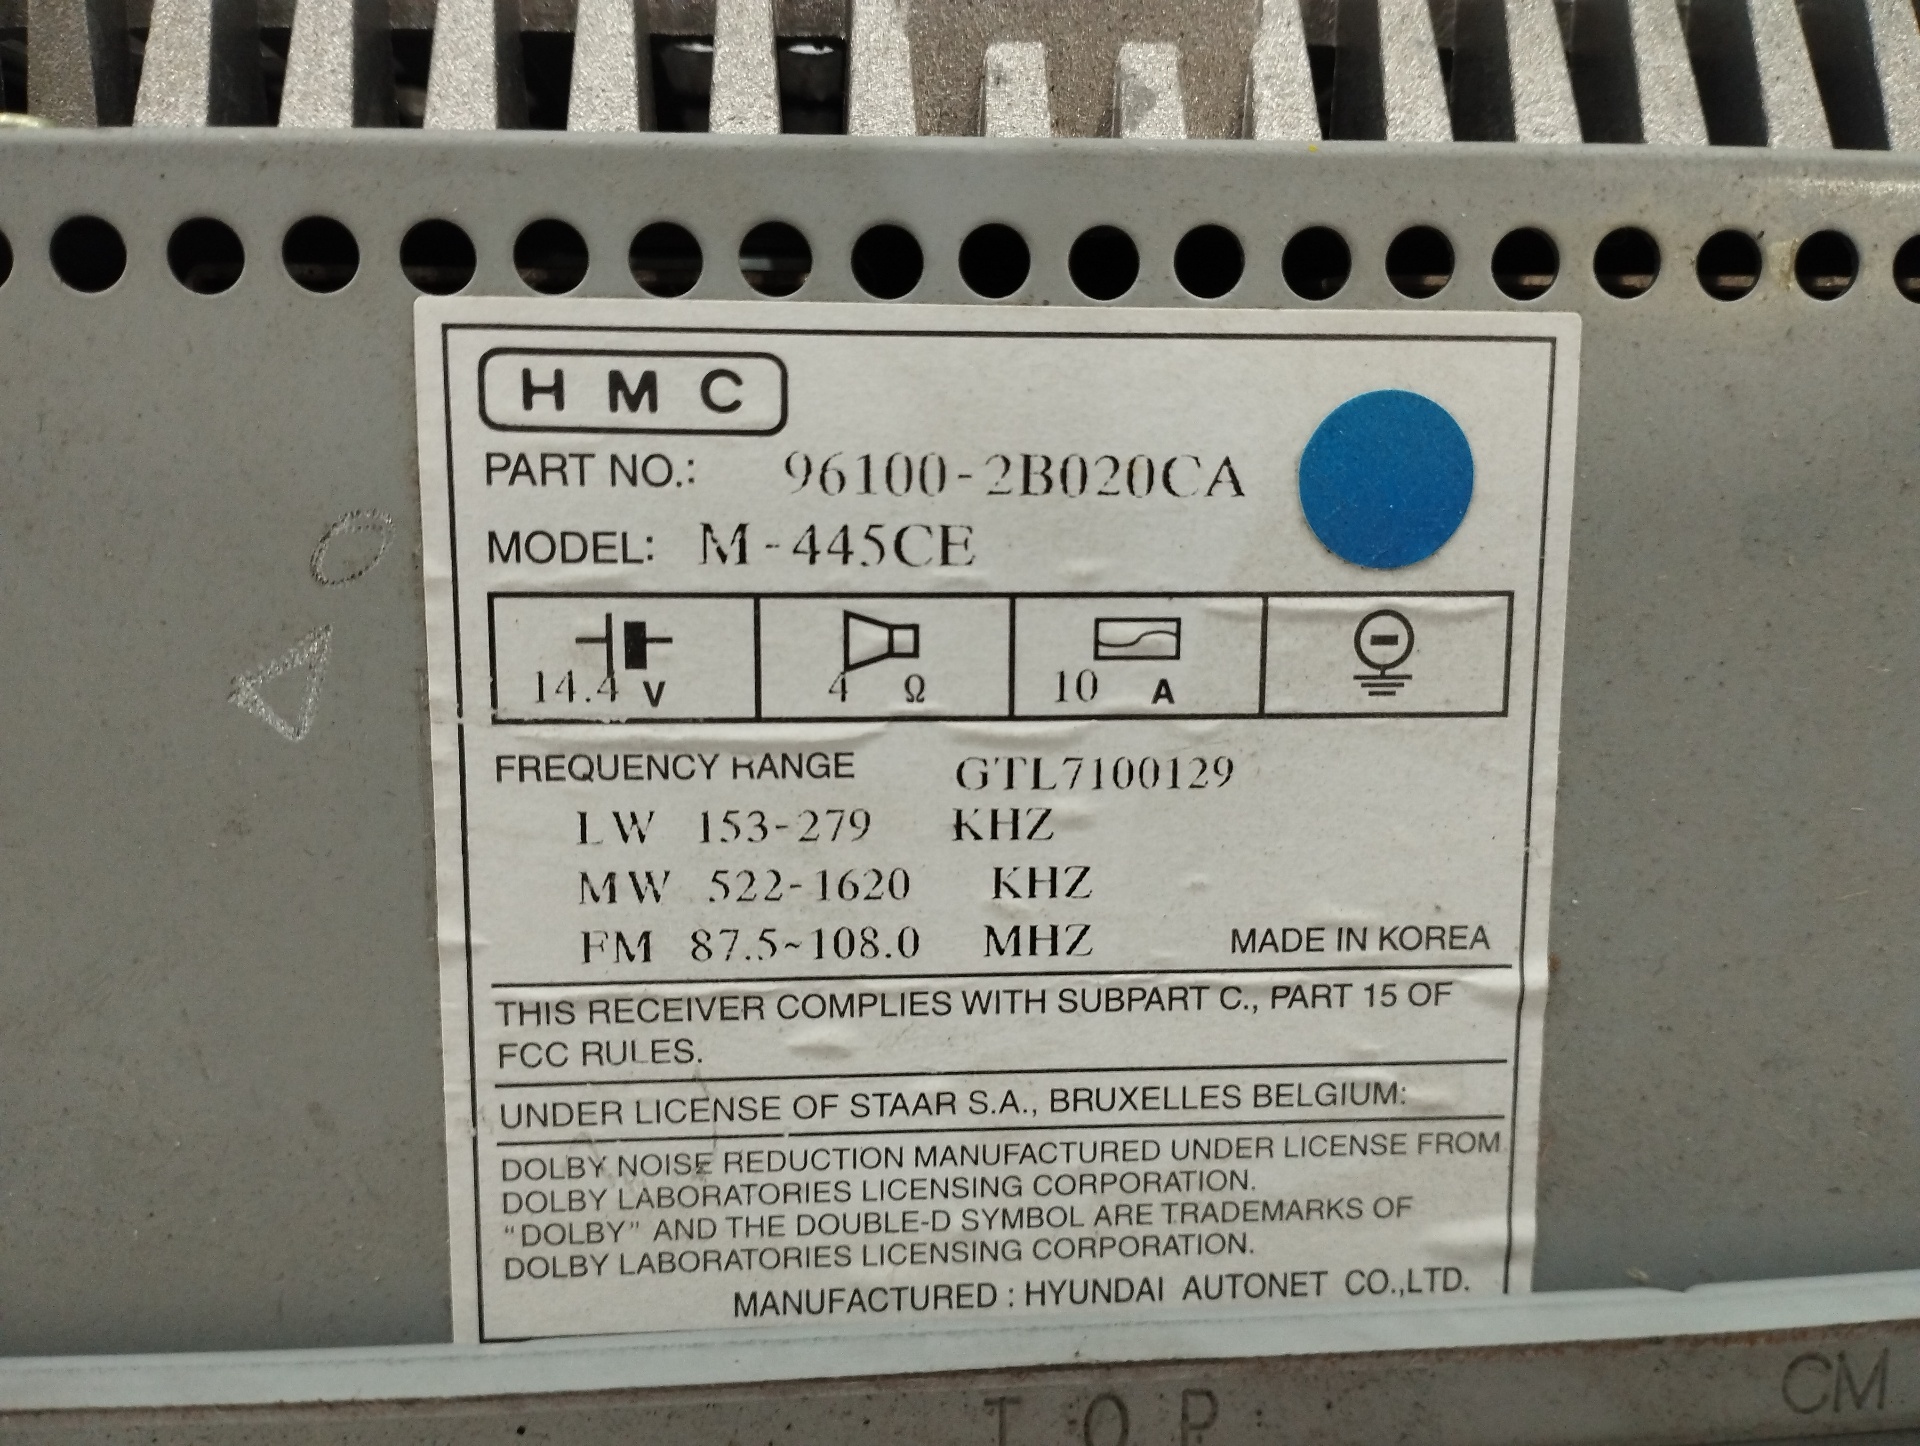 HMC
PART NO.: 96100-2B020CA
MODEL: M-445CE
14.4 V 4 Ω 10 A
FREQUENCY RANGE GTL7100129
LW 153-279 KHZ
MW 522-1620 KHZ
FM 87.5~108.0 MHZ MADE IN KOREA
THIS RECEIVER COMPLIES WITH SUBPART C., PART 15 OF
FCC RULES.
UNDER LICENSE OF STAAR S.A., BRUXELLES BELGIUM:
DOLBY NOISE REDUCTION MANUFACTURED UNDER LICENSE FROM
DOLBY LABORATORIES LICENSING CORPORATION.
“DOLBY” AND THE DOUBLE-D SYMBOL ARE TRADEMARKS OF
DOLBY LABORATORIES LICENSING CORPORATION.
MANUFACTURED : HYUNDAI AUTONET CO.,LTD.
TOP CM